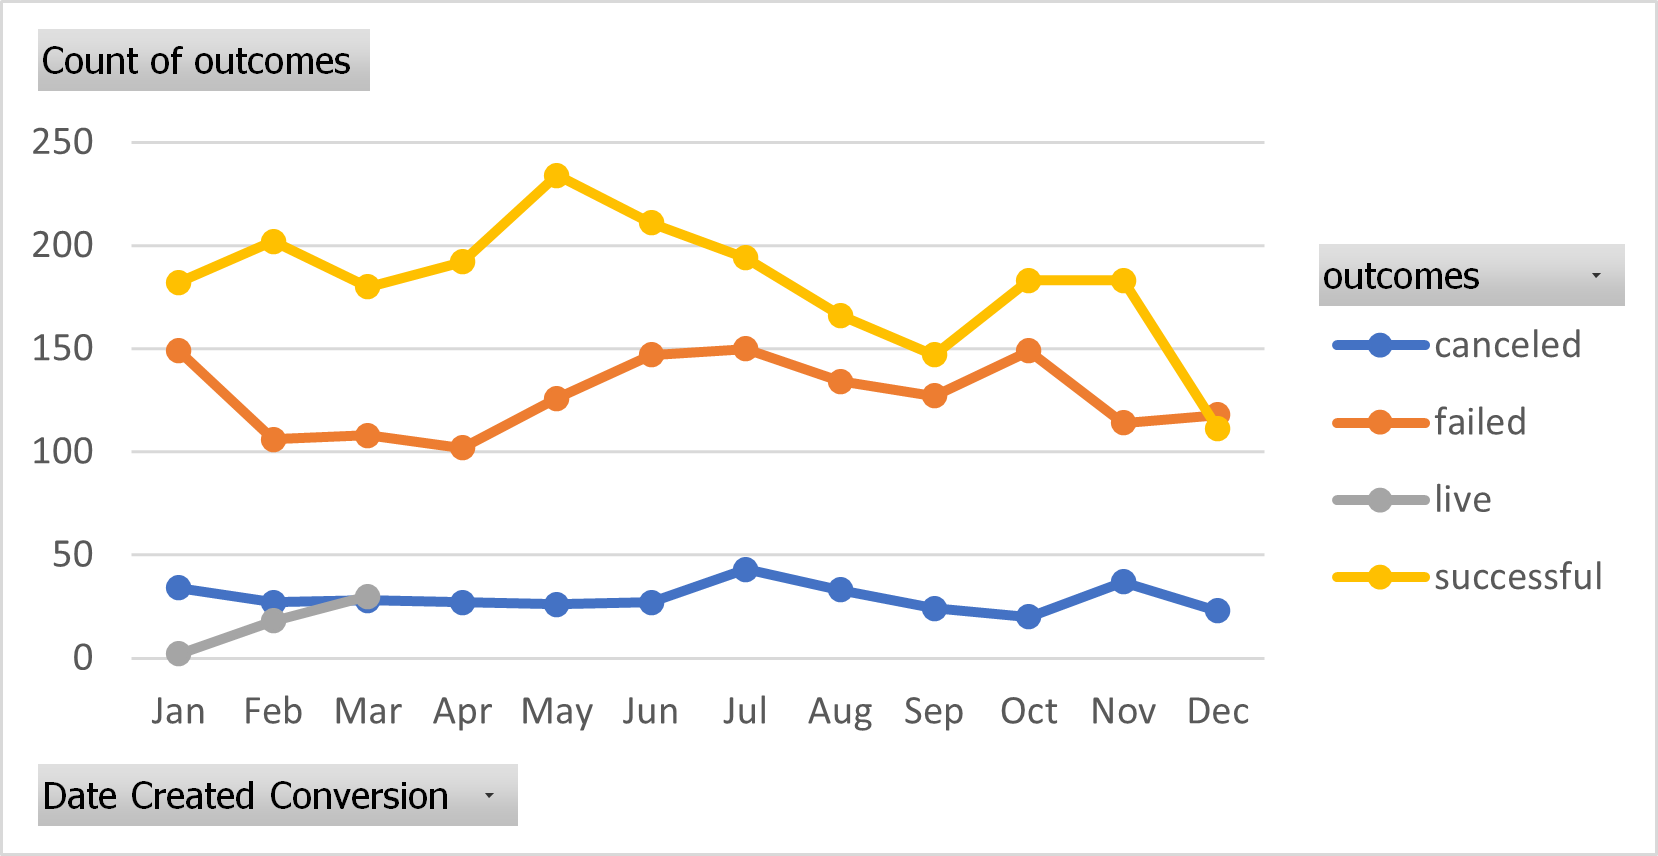 Count of outcomes
250
200
150
100
50
0
Jan Feb Mar Apr May Jun Jul Aug Sep Oct Nov Dec
outcomes
canceled
failed
live
successful
Date Created Conversion